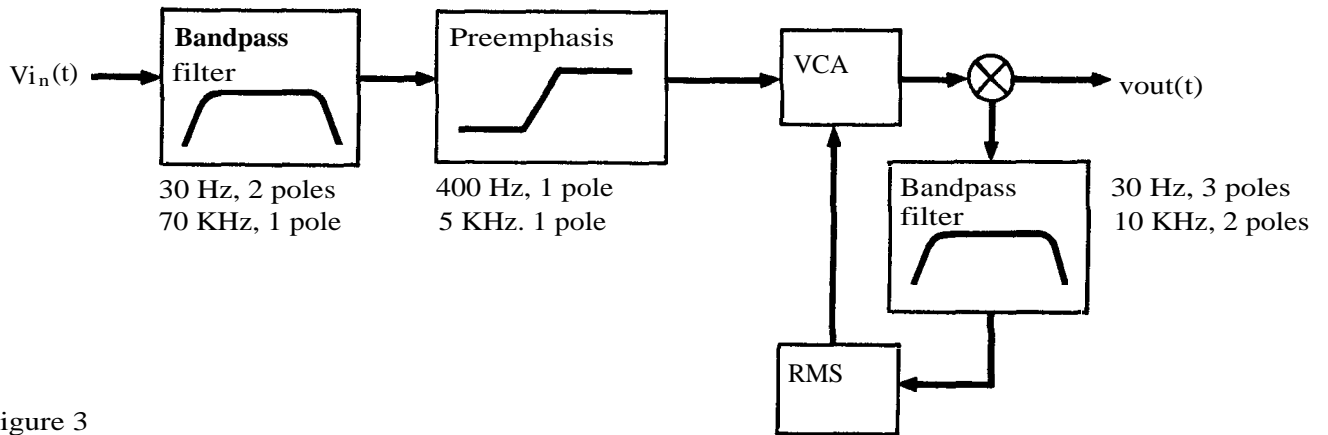 Bandpass
filter
Preemphasis
VCA
Vin(t)
vout(t)
30 Hz, 2 poles
70 KHz, 1 pole
400 Hz, 1 pole
5 KHz. 1 pole
Bandpass
filter
30 Hz, 3 poles
10 KHz, 2 poles
RMS
igure 3